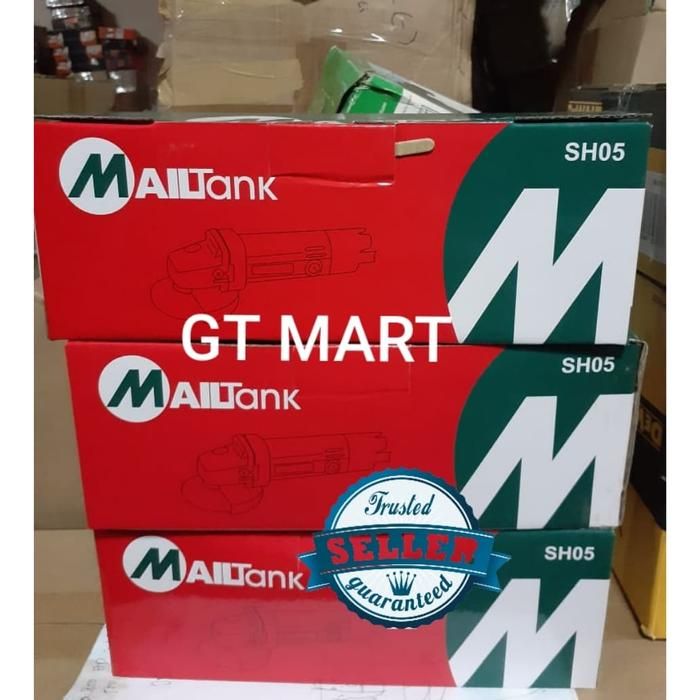 MAILTank
SH05
M
GT MART
MAILTank
SH05
M
Trusted
SELLER
guaranteed
MAILTank
SH05
M